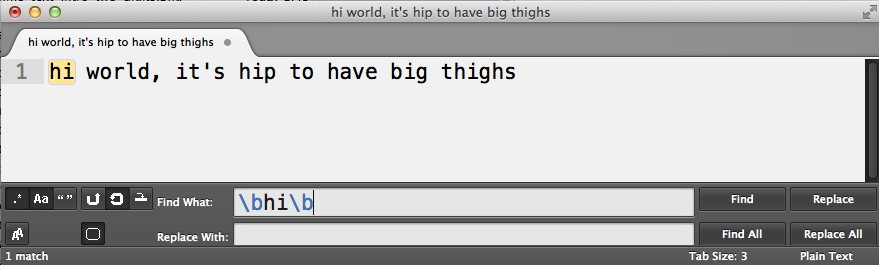 hi world, it's hip to have big thighs
hi world, it's hip to have big thighs
1 hi world, it's hip to have big thighs
.* Aa “” Find What: \bhi\b Find Replace
Replace With: Find All Replace All
1 match Tab Size: 3 Plain Text